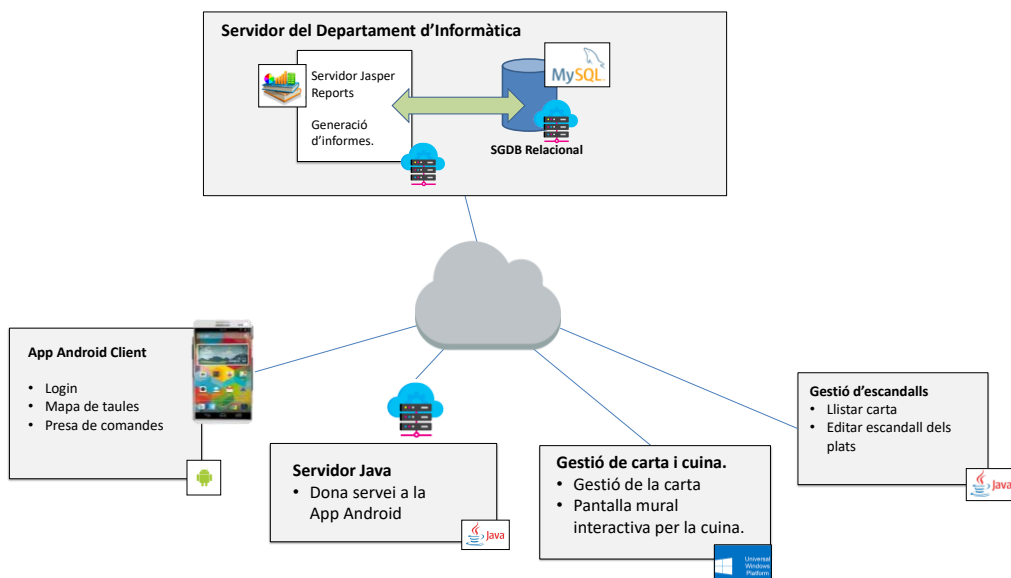 Servidor del Departament d'Informàtica
Servidor Jasper
Reports
Generació
d'informes.
MySQL
SGDB Relacional
App Android Client
• Login
• Mapa de taules
• Presa de comandes
Servidor Java
• Dona servei a la
App Android
Java
Gestió de carta i cuina.
• Gestió de la carta
• Pantalla mural
interactiva per la cuina.
Universal
Windows
Platform
Gestió d'escandalls
• Llistar carta
• Editar escandall dels
plats
Java